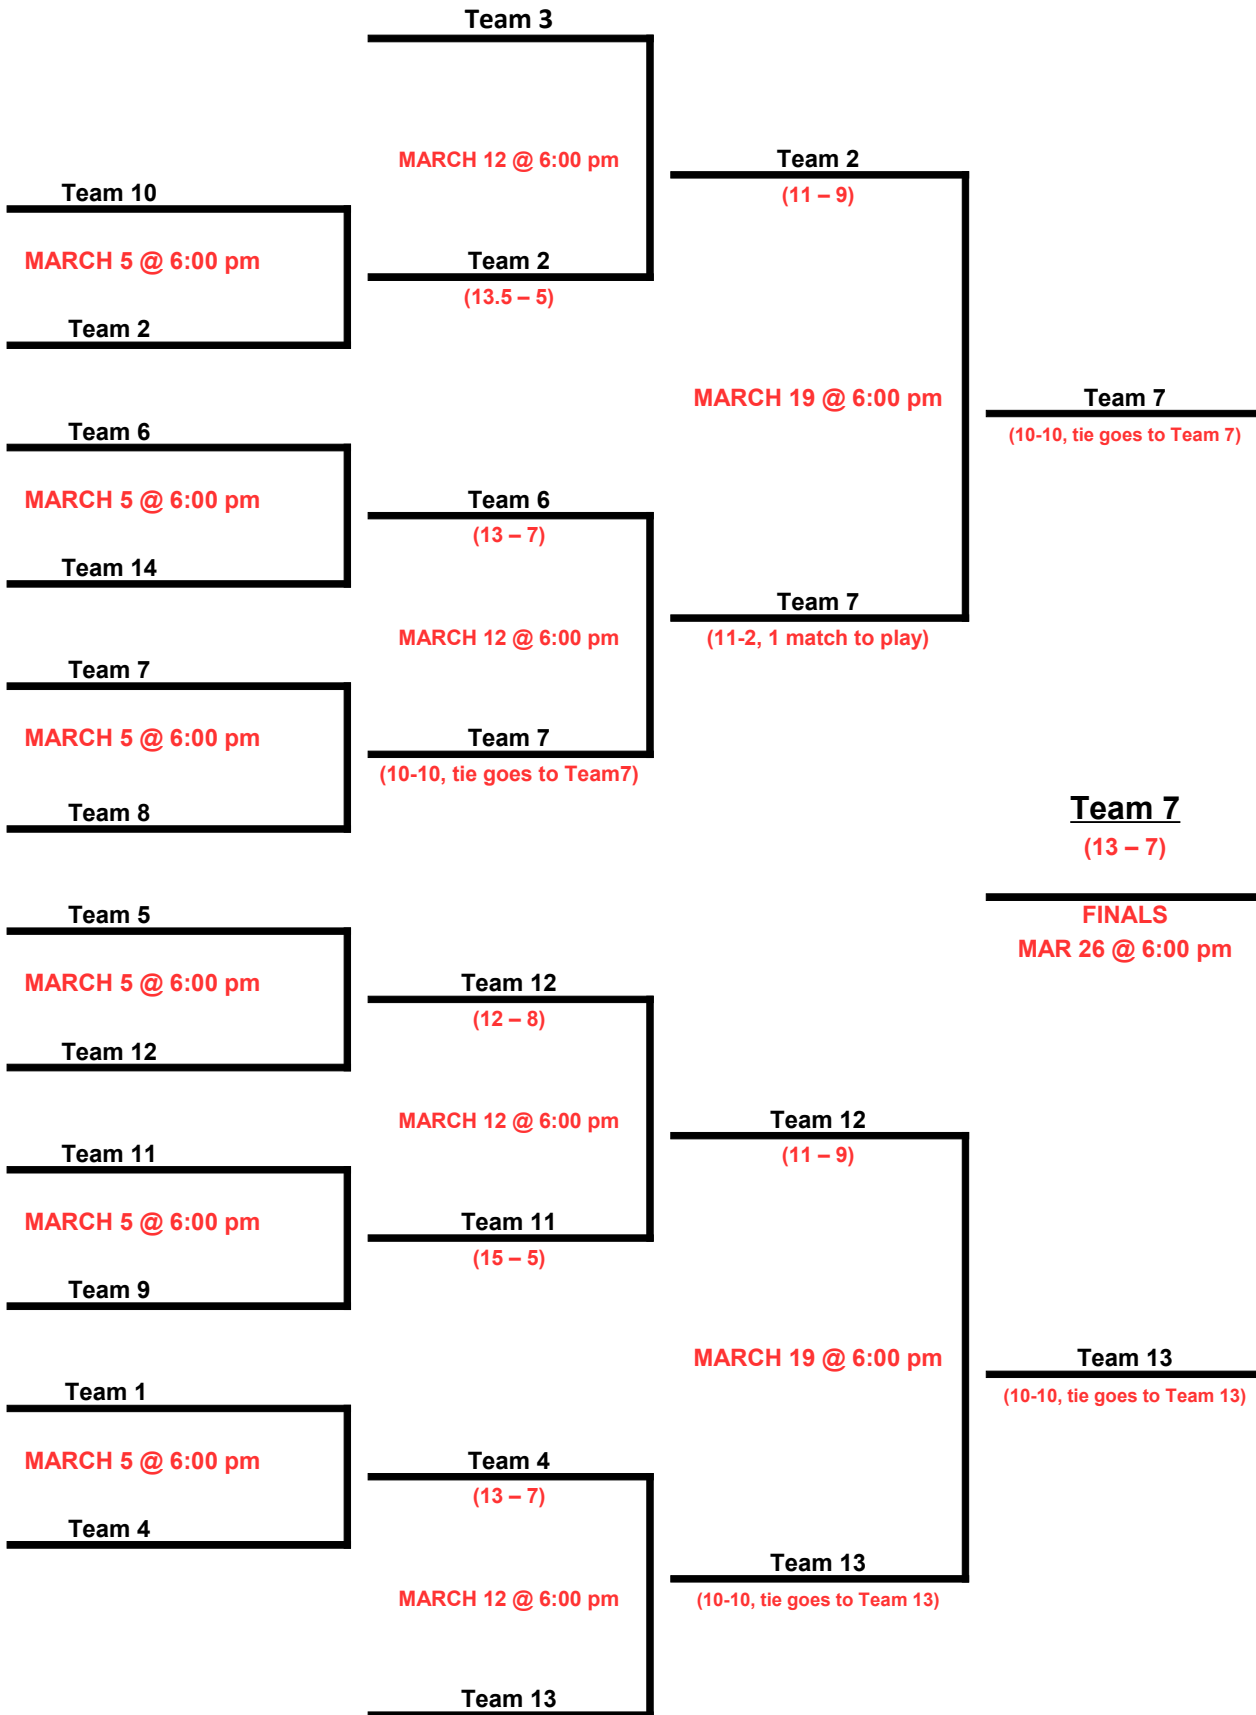 Team 3
MARCH 12 @ 6:00 pm
Team 2
(11 – 9)
Team 10
MARCH 5 @ 6:00 pm
Team 2
(13.5 – 5)
Team 2
MARCH 19 @ 6:00 pm
Team 7
(10-10, tie goes to Team 7)
Team 6
MARCH 5 @ 6:00 pm
Team 6
(13 – 7)
Team 14
Team 7
(11-2, 1 match to play)
MARCH 12 @ 6:00 pm
Team 7
MARCH 5 @ 6:00 pm
Team 7
(10-10, tie goes to Team7)
Team 8
Team 7
(13 – 7)
FINALS
MAR 26 @ 6:00 pm
Team 5
MARCH 5 @ 6:00 pm
Team 12
(12 – 8)
Team 12
MARCH 12 @ 6:00 pm
Team 12
(11 – 9)
Team 11
MARCH 5 @ 6:00 pm
Team 11
(15 – 5)
Team 9
MARCH 19 @ 6:00 pm
Team 13
(10-10, tie goes to Team 13)
Team 1
MARCH 5 @ 6:00 pm
Team 4
(13 – 7)
Team 4
Team 13
(10-10, tie goes to Team 13)
MARCH 12 @ 6:00 pm
Team 13